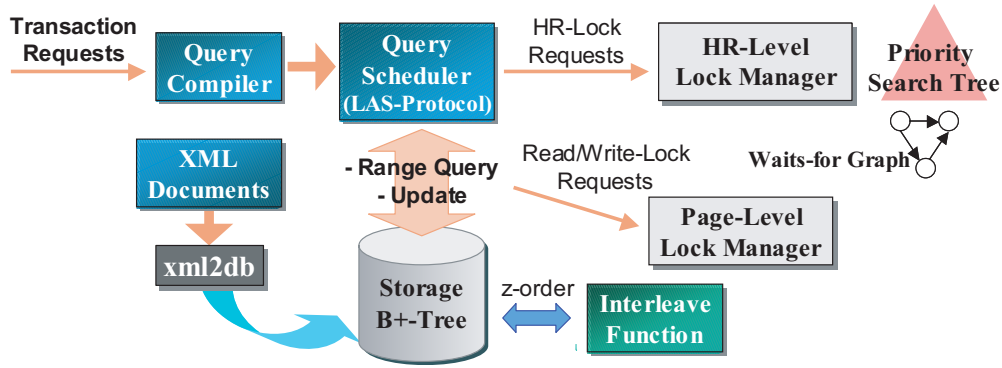 Transaction
Requests
Query
Compiler
Query
Scheduler
(LAS-Protocol)
HR-Lock
Requests
HR-Level
Lock Manager
Priority
Search Tree
Waits-for Graph
XML
Documents
- Range Query
- Update
Read/Write-Lock
Requests
Page-Level
Lock Manager
xml2db
Storage
B+-Tree
z-order
Interleave
Function